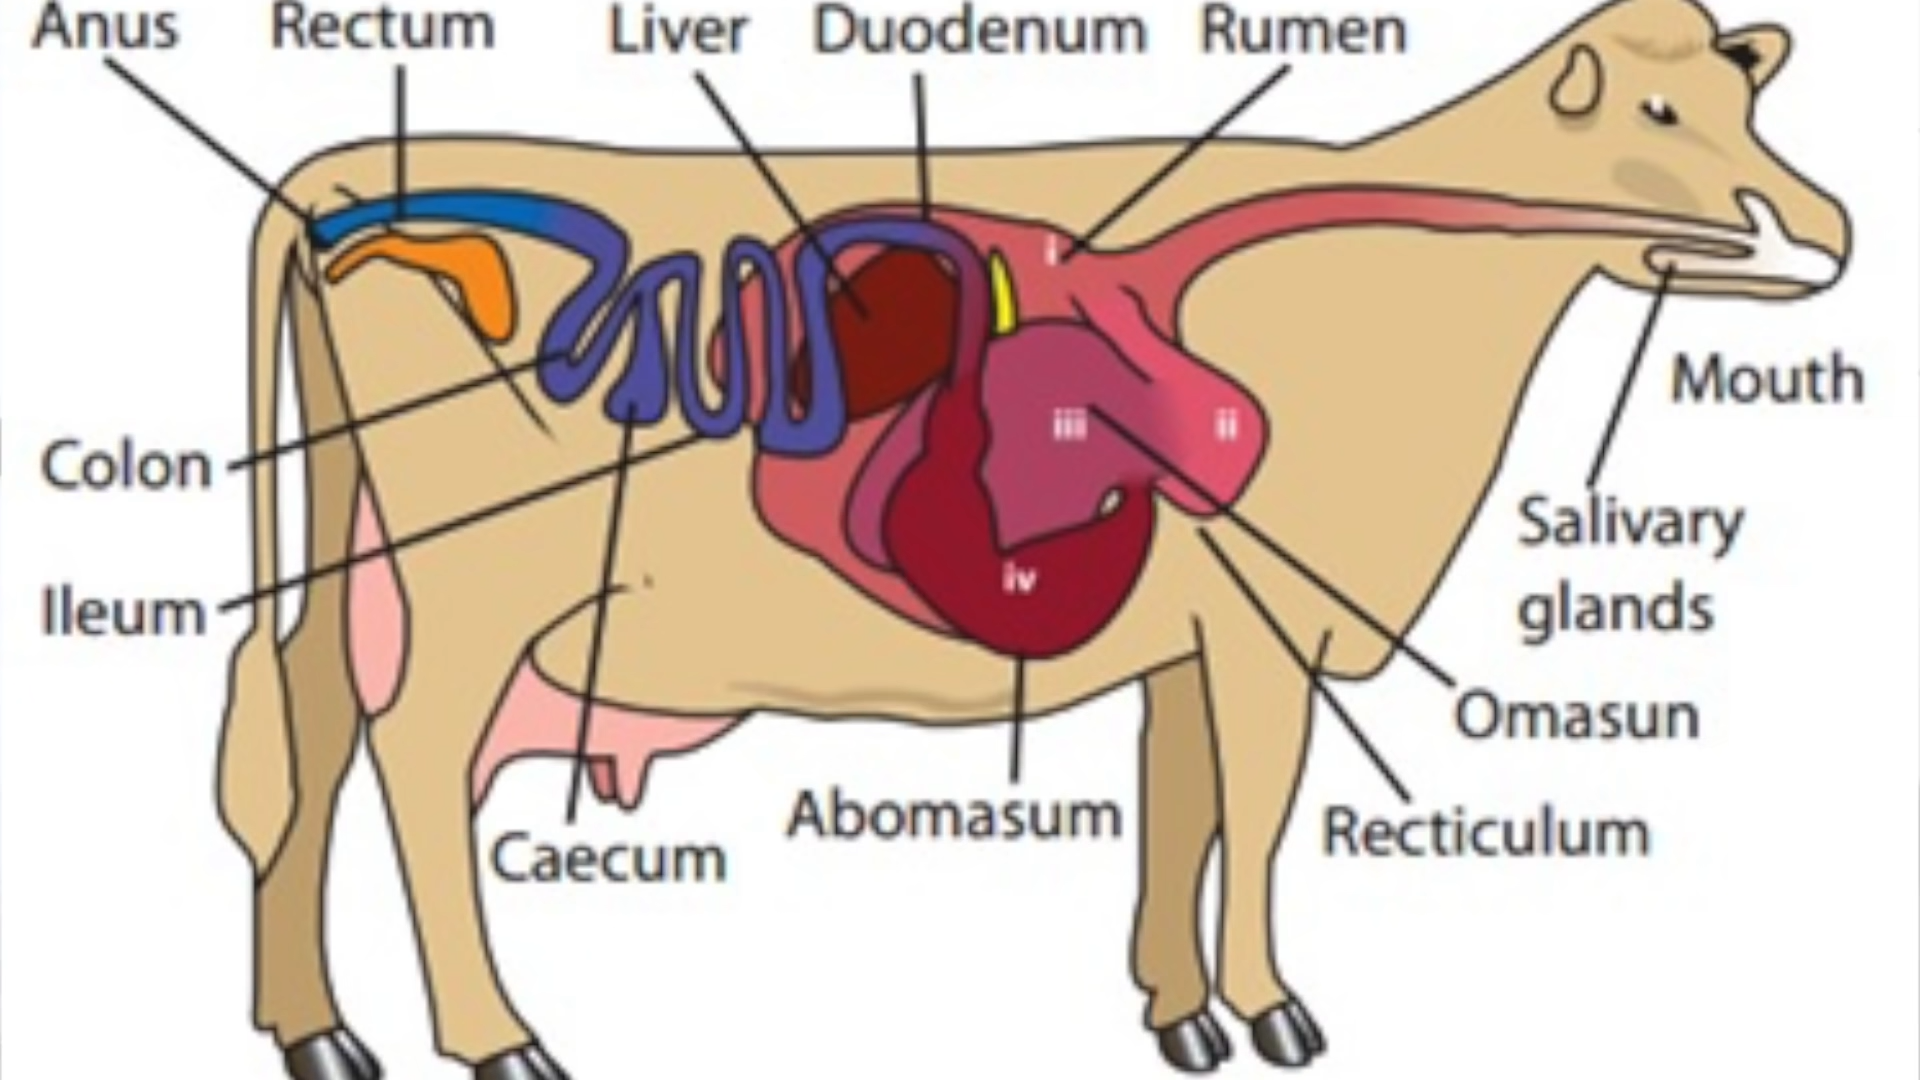 Anus
Rectum
Liver
Duodenum
Rumen
i
Mouth
ii
iii
Colon
Salivary
glands
iv
Ileum
Omasun
Abomasum
Recticulum
Caecum